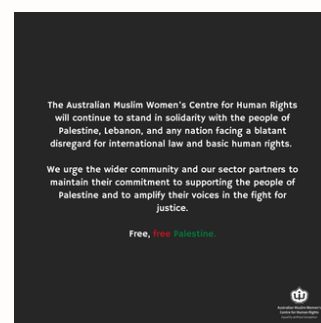 The Australian Muslim Women's Centre for Human Rights
will continue to stand in solidarity with the people of
Palestine, Lebanon, and any nation facing a blatant
disregard for international law and basic human rights.
We urge the wider community and our sector partners to
maintain their commitment to supporting the people of
Palestine and to amplify their voices in the fight for
justice.
Free, free Palestine.
Australian Muslim Women's
Centre for Human Rights